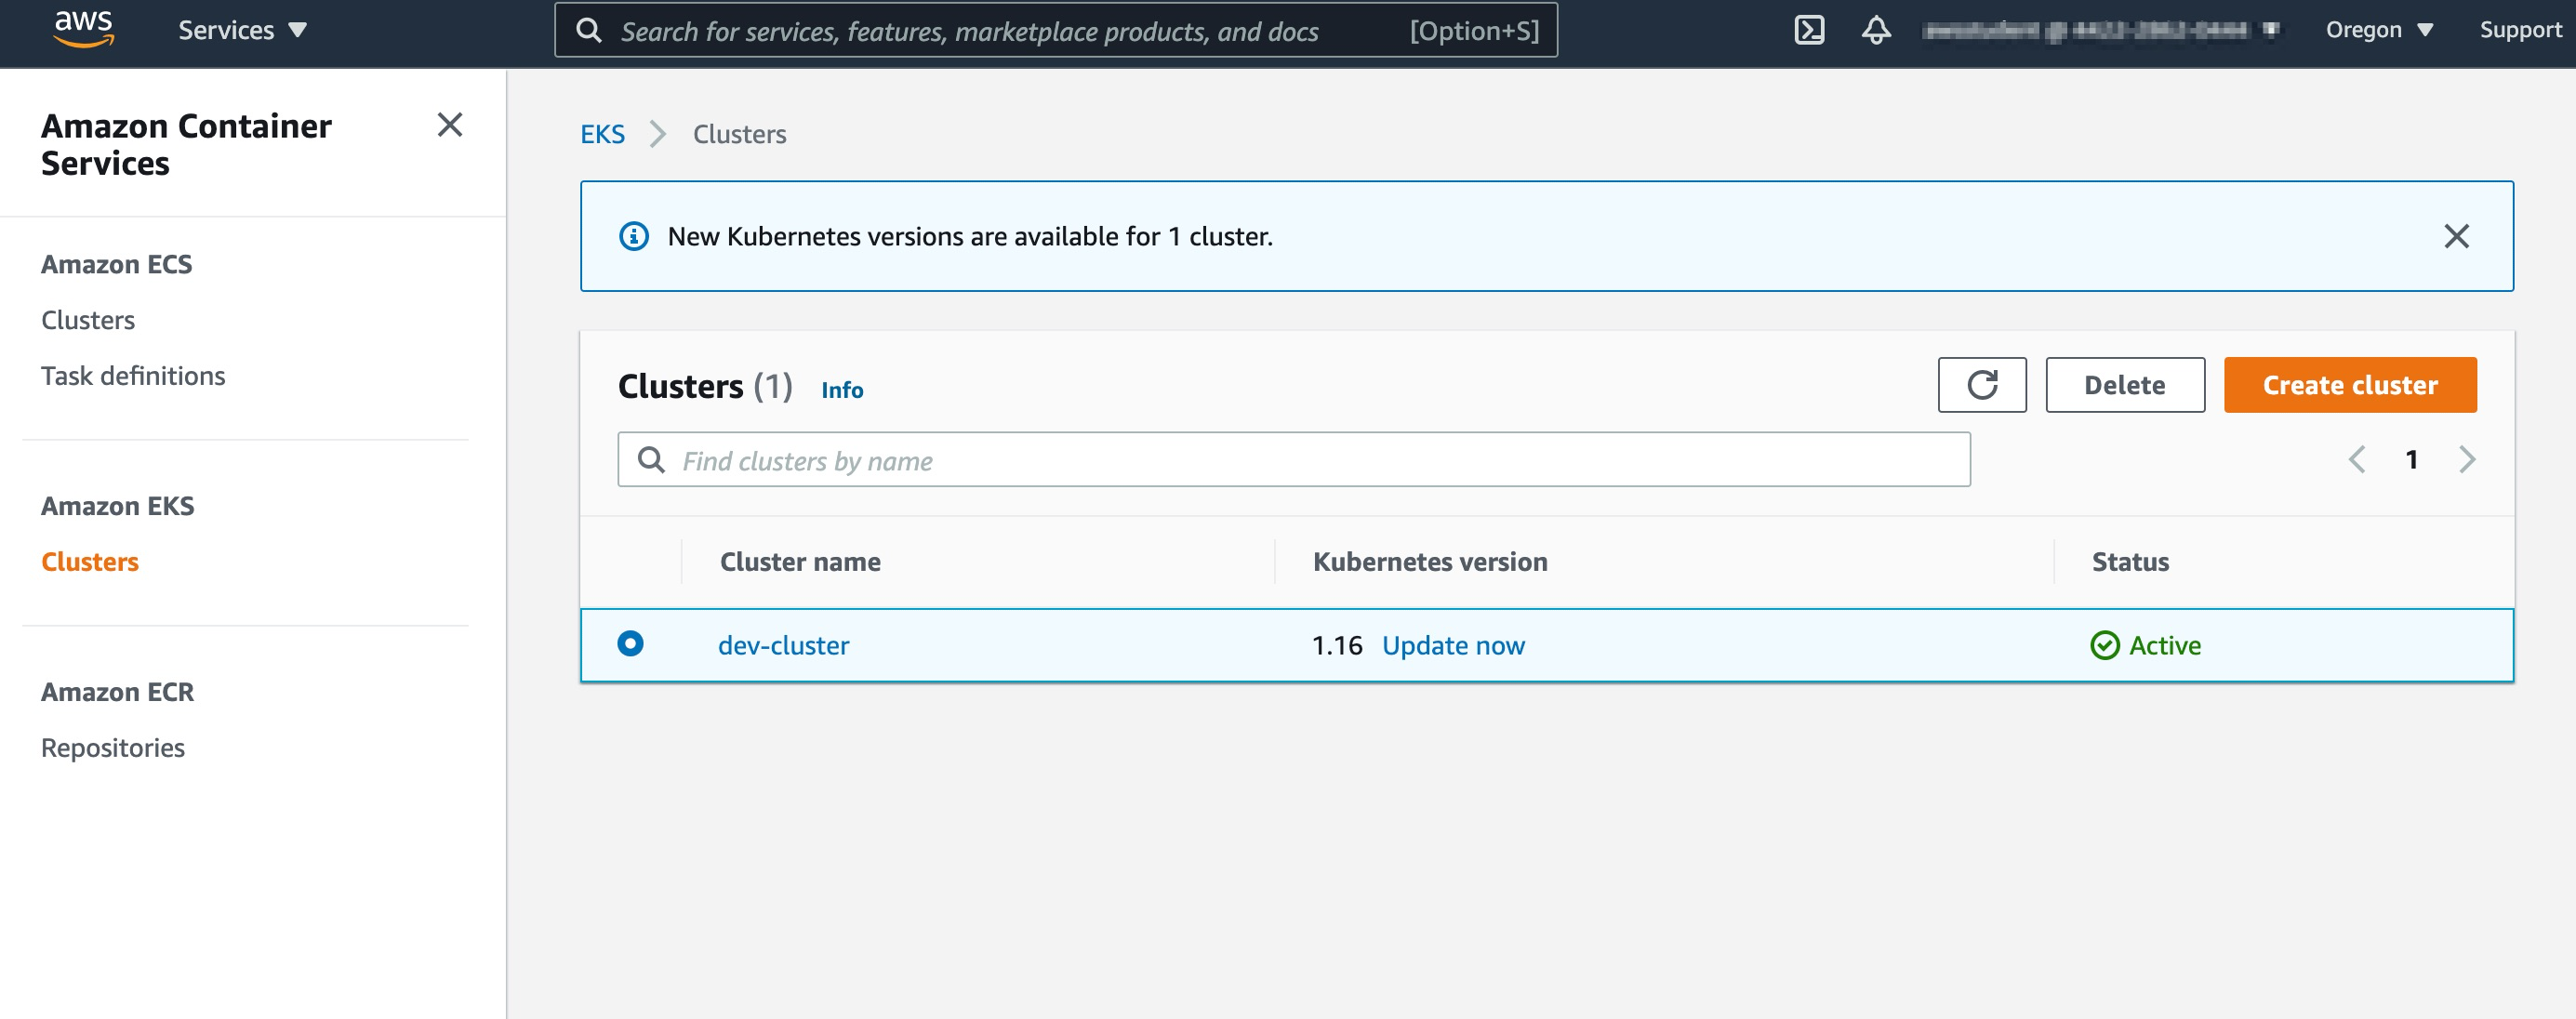 aws
Services
Search for services, features, marketplace products, and docs [Option+S]
Oregon
Support
Amazon Container
Services
Amazon ECS
Clusters
Task definitions
Amazon EKS
Clusters
Amazon ECR
Repositories
EKS > Clusters
New Kubernetes versions are available for 1 cluster.
Clusters (1) Info
Delete
Create cluster
Find clusters by name
1
Cluster name Kubernetes version Status
dev-cluster 1.16 Update now Active